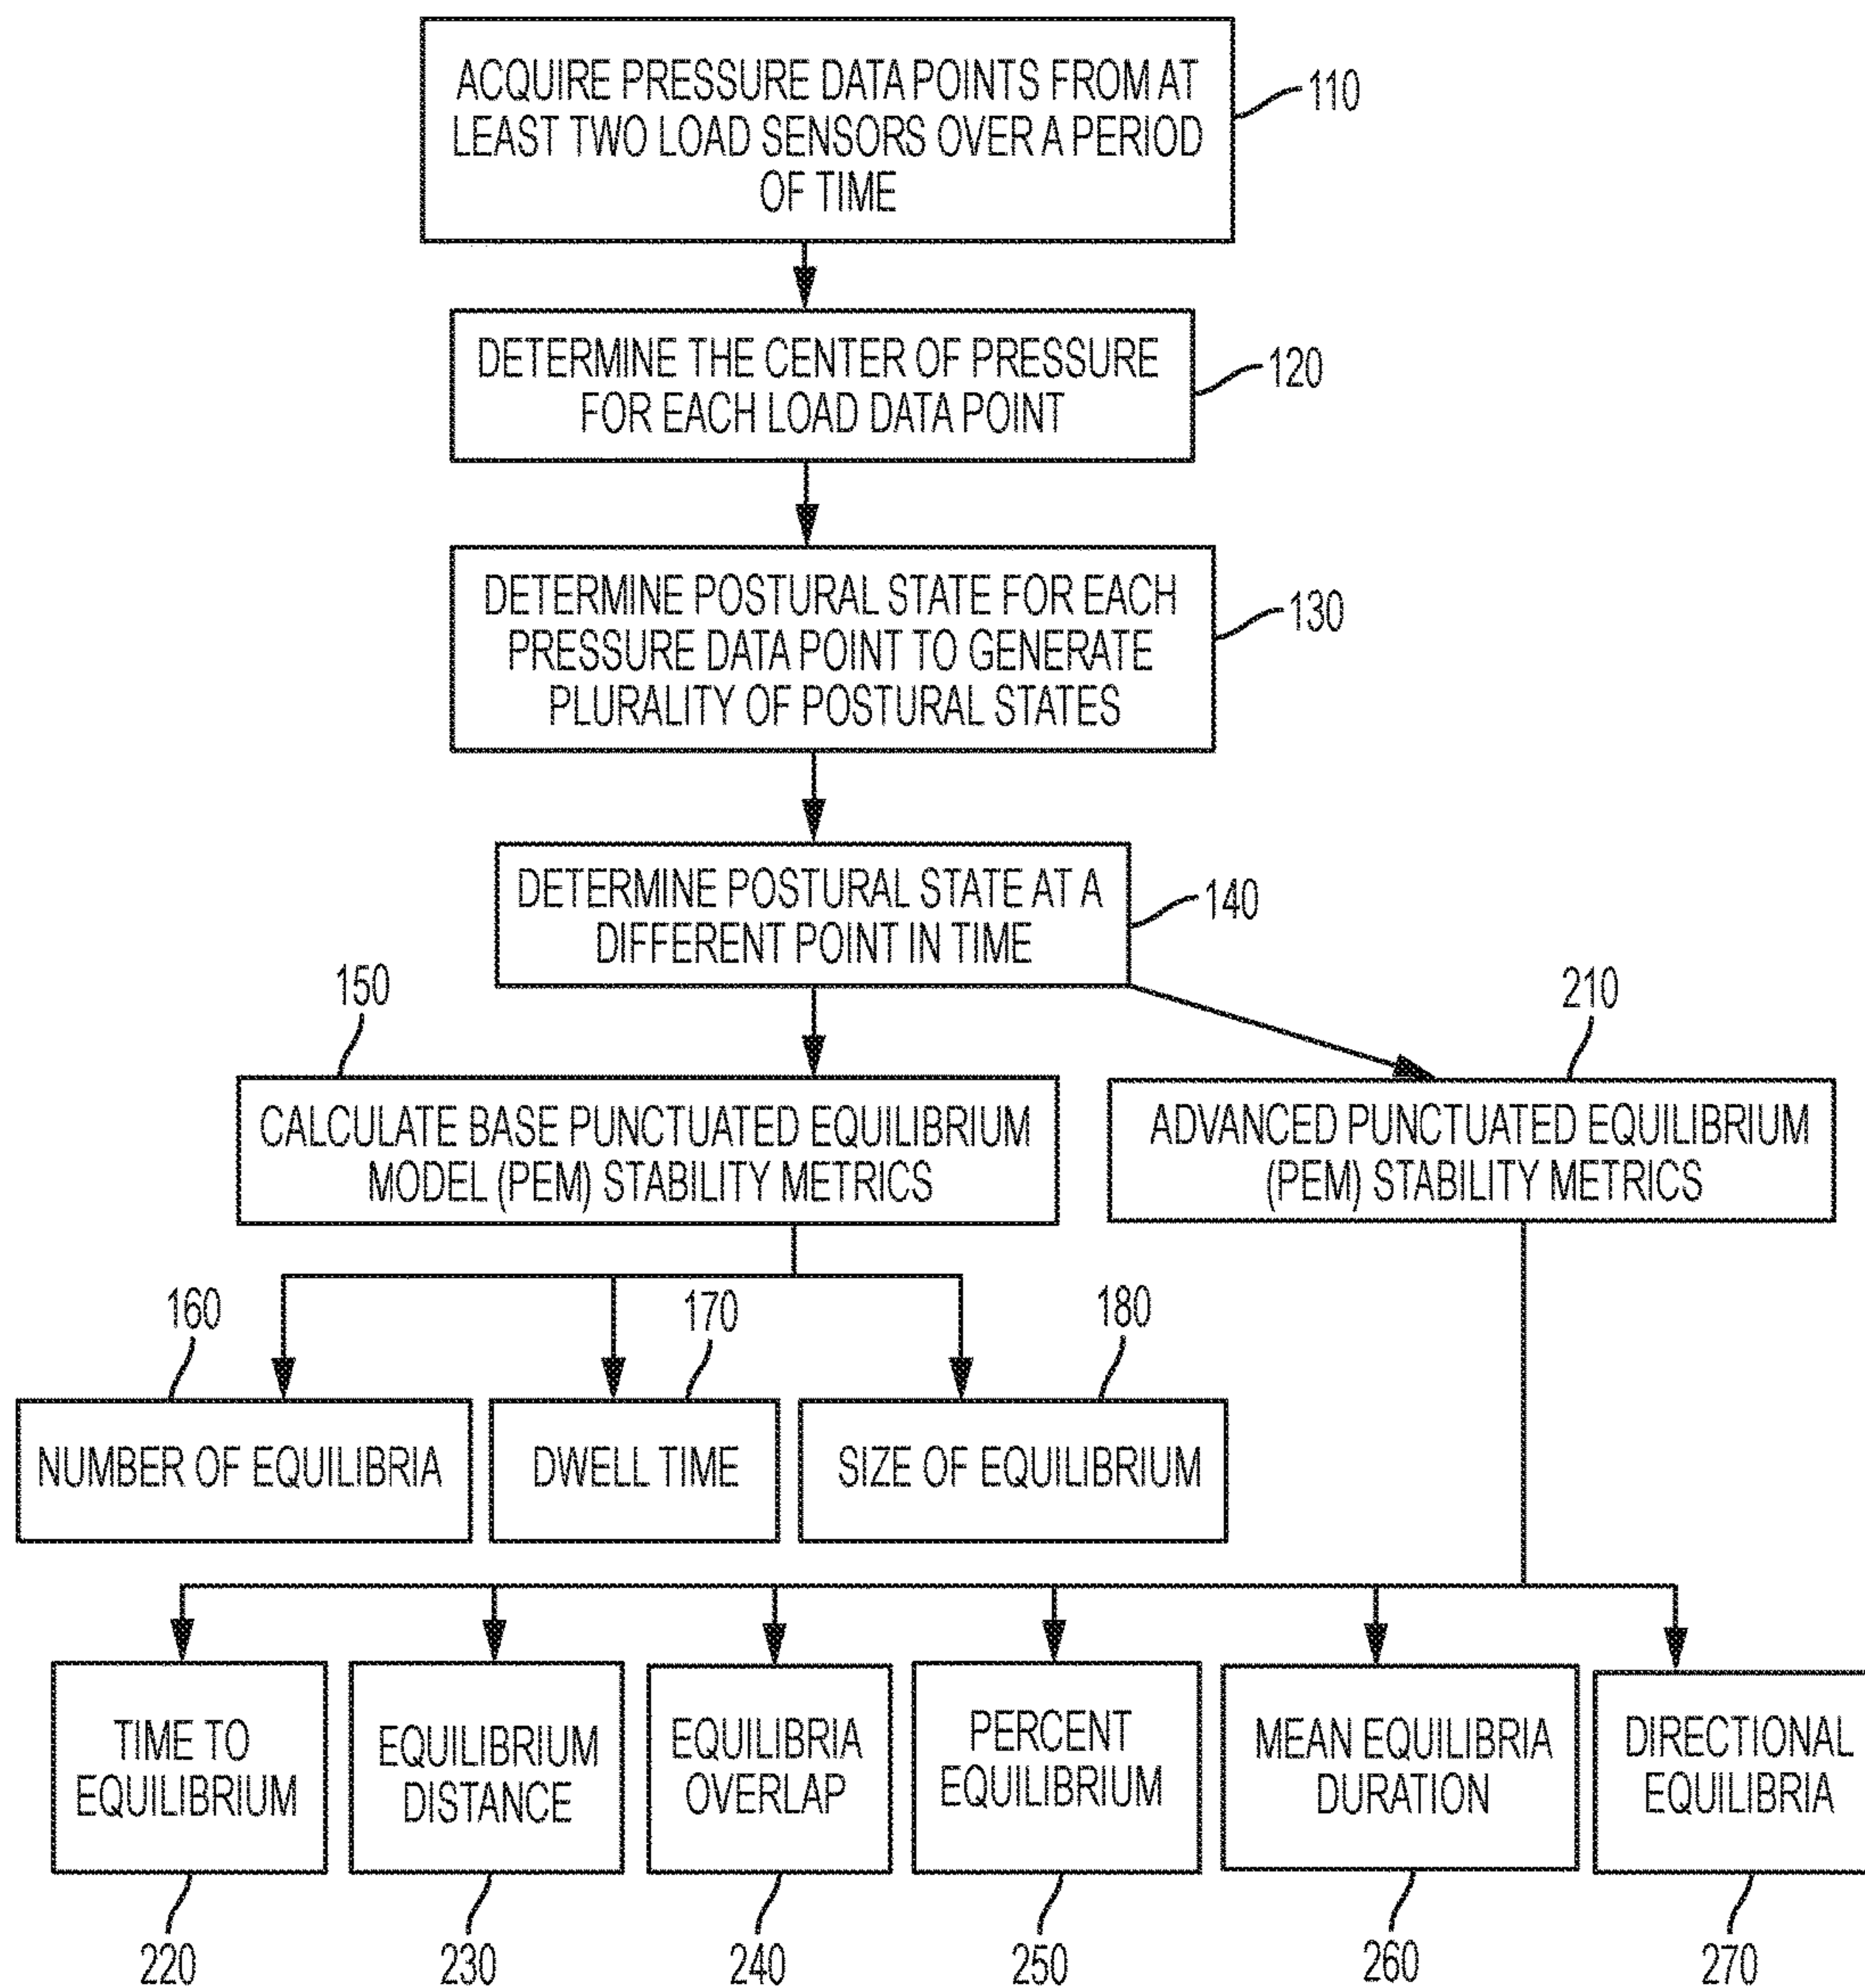 ACQUIRE PRESSURE DATA POINTS FROM AT
LEAST TWO LOAD SENSORS OVER A PERIOD
OF TIME
110
DETERMINE THE CENTER OF PRESSURE
FOR EACH LOAD DATA POINT
120
DETERMINE POSTURAL STATE FOR EACH
PRESSURE DATA POINT TO GENERATE
PLURALITY OF POSTURAL STATES
130
DETERMINE POSTURAL STATE AT A
DIFFERENT POINT IN TIME
140
150
CALCULATE BASE PUNCTUATED EQUILIBRIUM
MODEL (PEM) STABILITY METRICS
210
ADVANCED PUNCTUATED EQUILIBRIUM
(PEM) STABILITY METRICS
160
NUMBER OF EQUILIBRIA
170
DWELL TIME
180
SIZE OF EQUILIBRIUM
TIME TO
EQUILIBRIUM
220
EQUILIBRIUM
DISTANCE
230
EQUILIBRIA
OVERLAP
240
PERCENT
EQUILIBRIUM
250
MEAN EQUILIBRIA
DURATION
260
DIRECTIONAL
EQUILIBRIA
270